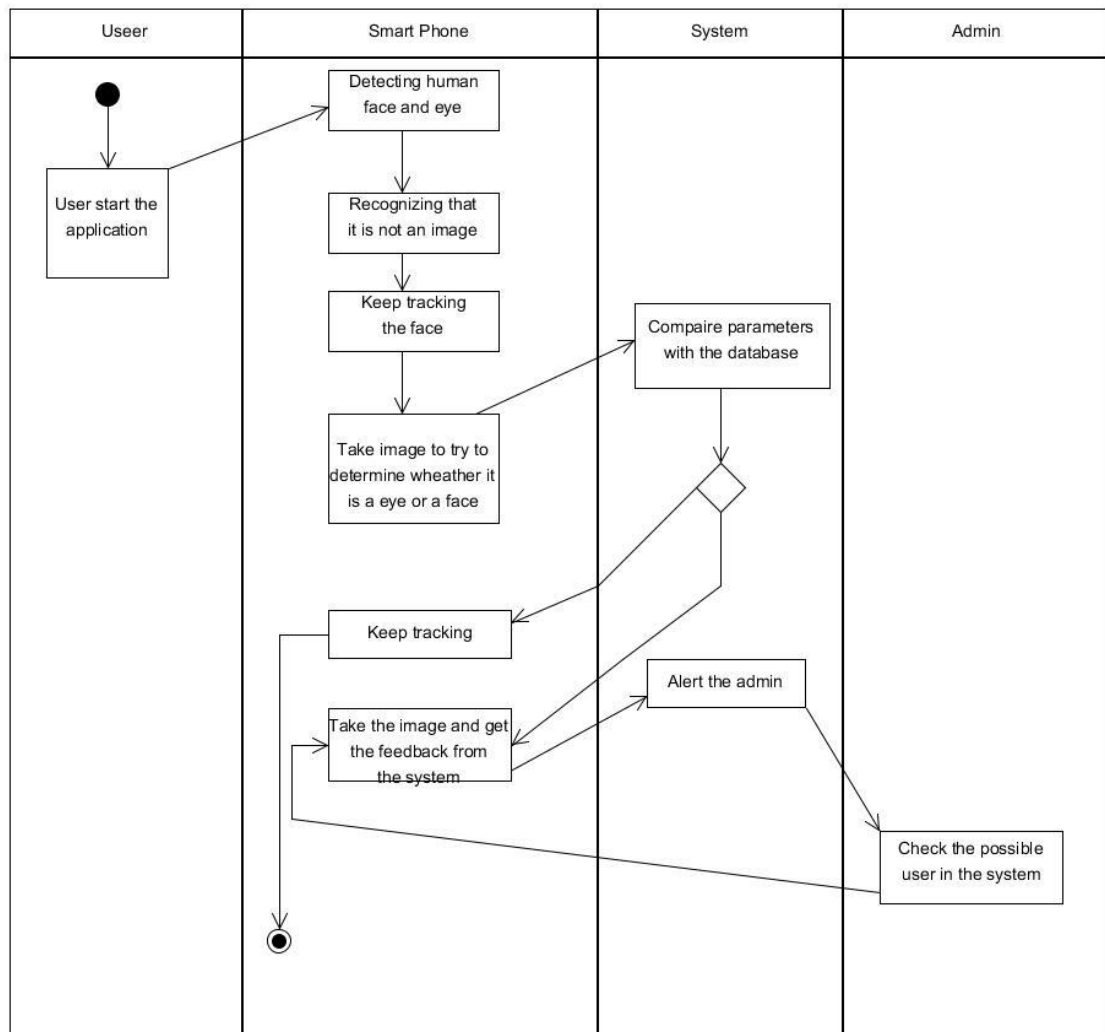 Useer
Smart Phone
System
Admin
Detecting human
face and eye
User start the
application
Recognizing that
it is not an image
Keep tracking
the face
Compaire parameters
with the database
Take image to try to
determine wheather it
is a eye or a face
Keep tracking
Alert the admin
Take the image and get
the feedback from
the system
Check the possible
user in the system